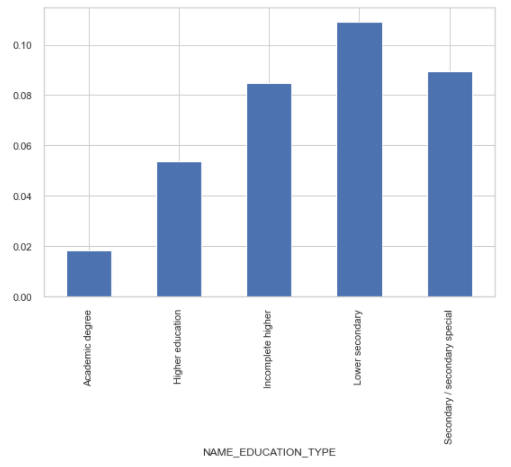 0.10
0.08
0.06
0.04
0.02
0.00
Academic degree
Higher education
Incomplete higher
Lower secondary
Secondary / secondary special
NAME_EDUCATION_TYPE